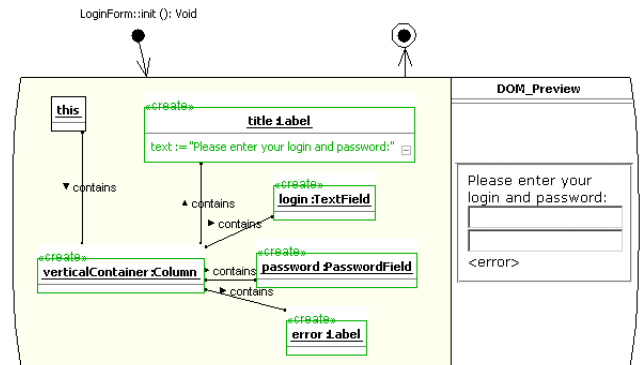 LoginForm::init (): Void
DOM_Preview
this
«create»
title :Label
text := "Please enter your login and password:"
▼ contains
▲ contains
«create»
login :TextField
► contains
«create»
verticalContainer :Column
► contains
«create»
password :PasswordField
► contains
«create»
error :Label
Please enter your
login and password:
<error>